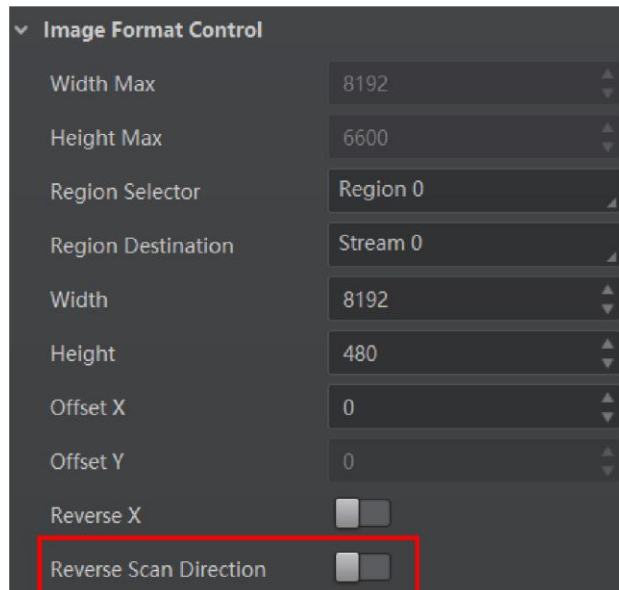 Image Format Control
Width Max 8192
Height Max 6600
Region Selector Region 0
Region Destination Stream 0
Width 8192
Height 480
Offset X 0
Offset Y 0
Reverse X
Reverse Scan Direction